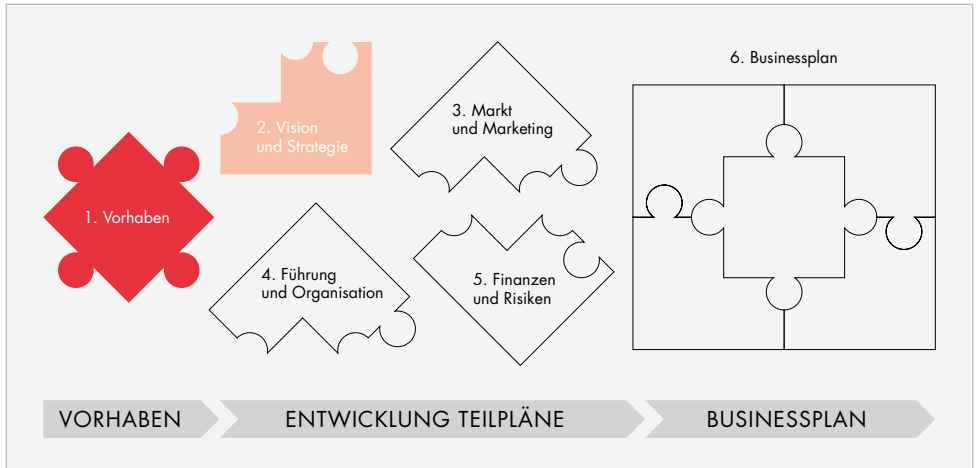 1. Vorhaben
2. Vision
und Strategie
3. Markt
und Marketing
4. Führung
und Organisation
5. Finanzen
und Risiken
6. Businessplan
VORHABEN
ENTWICKLUNG TEILPLÄNE
BUSINESSPLAN